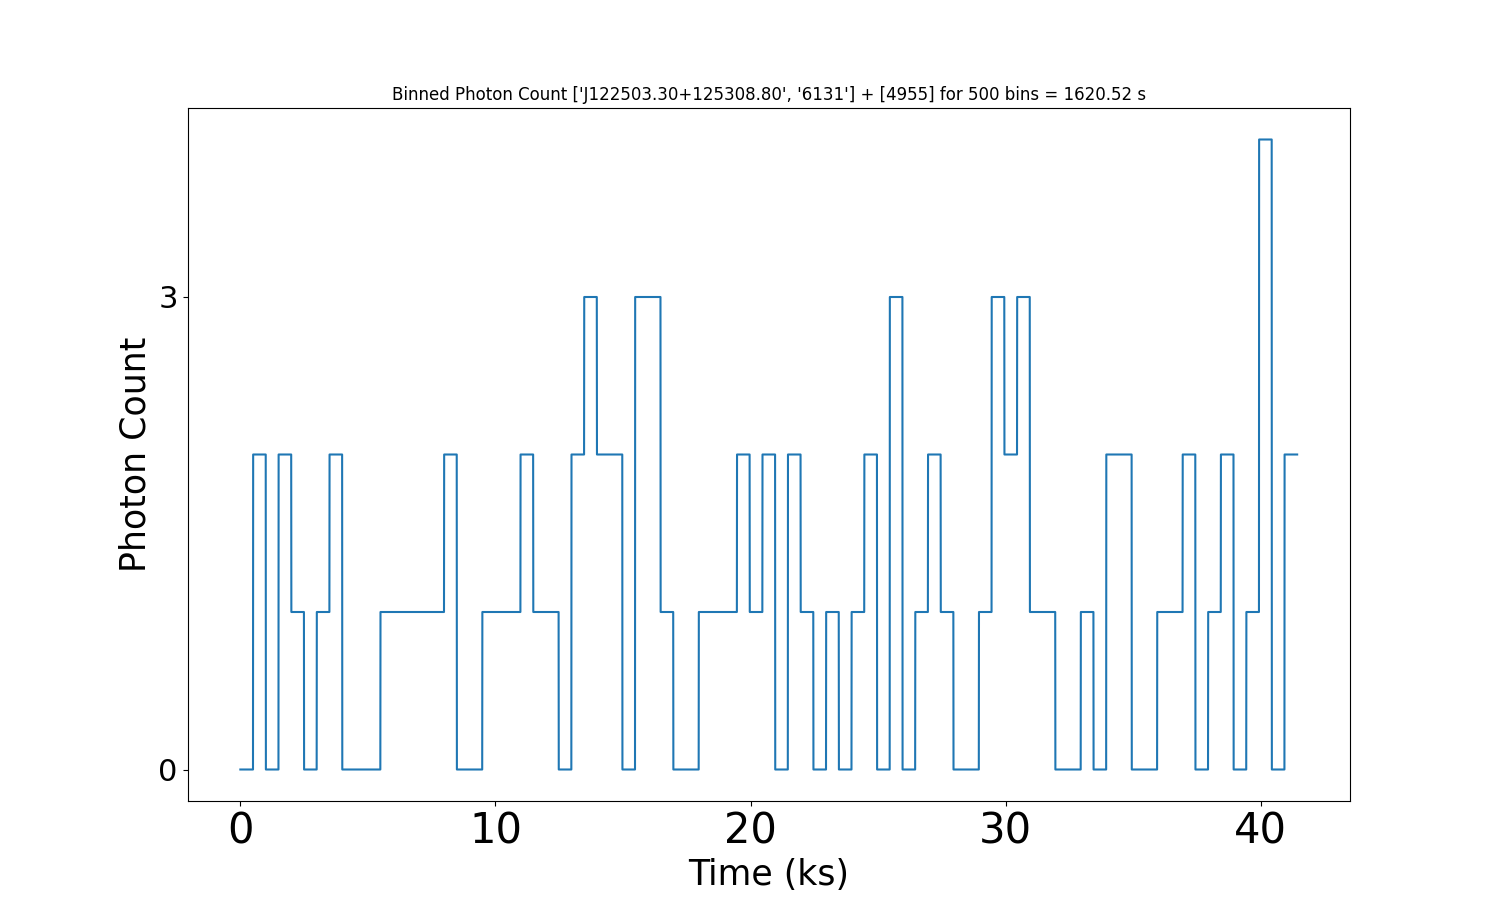 Binned Photon Count ['J122503.30+125308.80', '6131'] + [4955] for 500 bins = 1620.52 s
3
Photon Count
0
0 10 20 30 40
Time (ks)